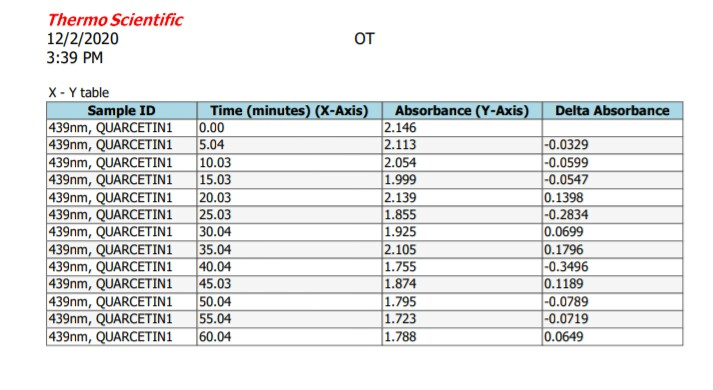 Thermo Scientific
12/2/2020 OT
3:39 PM
X - Y table
Sample ID Time (minutes) (X-Axis) Absorbance (Y-Axis) Delta Absorbance
439nm, QUARCETIN1 0.00 2.146
439nm, QUARCETIN1 5.04 2.113 -0.0329
439nm, QUARCETIN1 10.03 2.054 -0.0599
439nm, QUARCETIN1 15.03 1.999 -0.0547
439nm, QUARCETIN1 20.03 2.139 0.1398
439nm, QUARCETIN1 25.03 1.855 -0.2834
439nm, QUARCETIN1 30.04 1.925 0.0699
439nm, QUARCETIN1 35.04 2.105 0.1796
439nm, QUARCETIN1 40.04 1.755 -0.3496
439nm, QUARCETIN1 45.03 1.874 0.1189
439nm, QUARCETIN1 50.04 1.795 -0.0789
439nm, QUARCETIN1 55.04 1.723 -0.0719
439nm, QUARCETIN1 60.04 1.788 0.0649